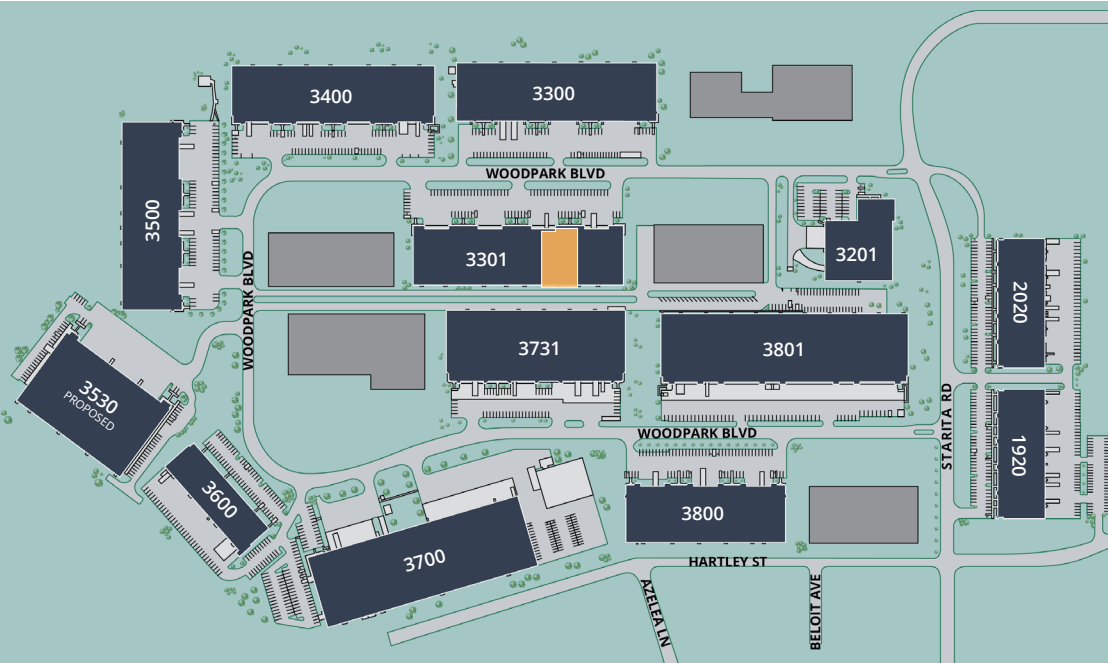 3400
3300
WOODPARK BLVD
3500
3301
3201
WOODPARK BLVD
2020
3731
3801
3530
PROPOSED
STARITA RD
WOODPARK BLVD
1920
3600
3800
3700
HARTLEY ST
AZELEA LN
BELOIT AVE